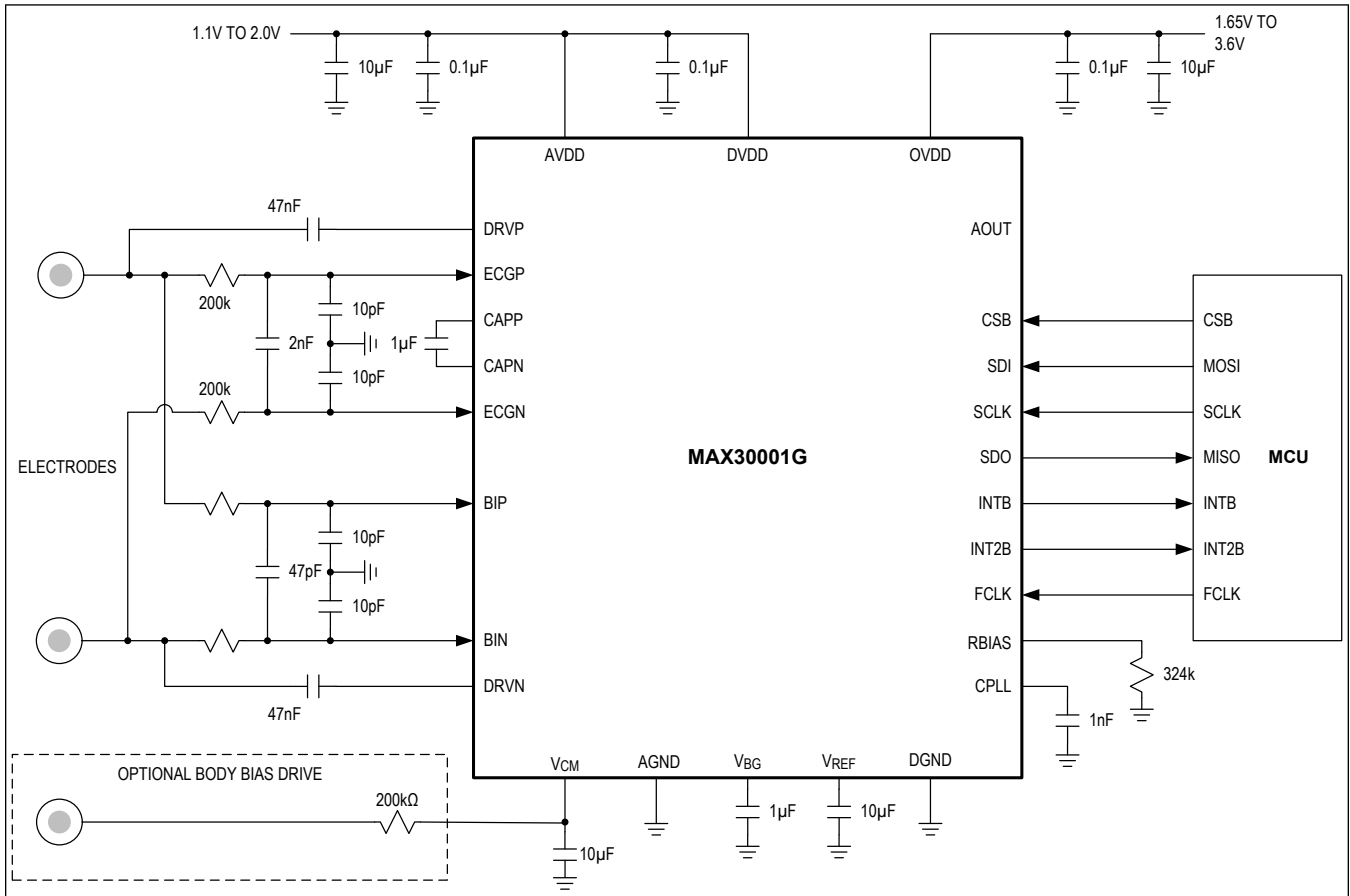 1.1V TO 2.0V
1.65V TO
3.6V
10µF
0.1µF
0.1µF
0.1µF
10µF
AVDD
DVDD
OVDD
47nF
DRVP
AOUT
ECGP
200k
10pF
CAPP
CSB
CSB
2nF
1µF
CAPN
SDI
MOSI
10pF
200k
ECGN
SCLK
SCLK
ELECTRODES
MAX30001G
SDO
MISO
MCU
BIP
INTB
INTB
10pF
INT2B
INT2B
47pF
10pF
FCLK
FCLK
BIN
RBIAS
324k
DRVN
CPLL
47nF
1nF
VCM
AGND
VBG
VREF
DGND
OPTIONAL BODY BIAS DRIVE
200kΩ
1µF
10µF
10µF